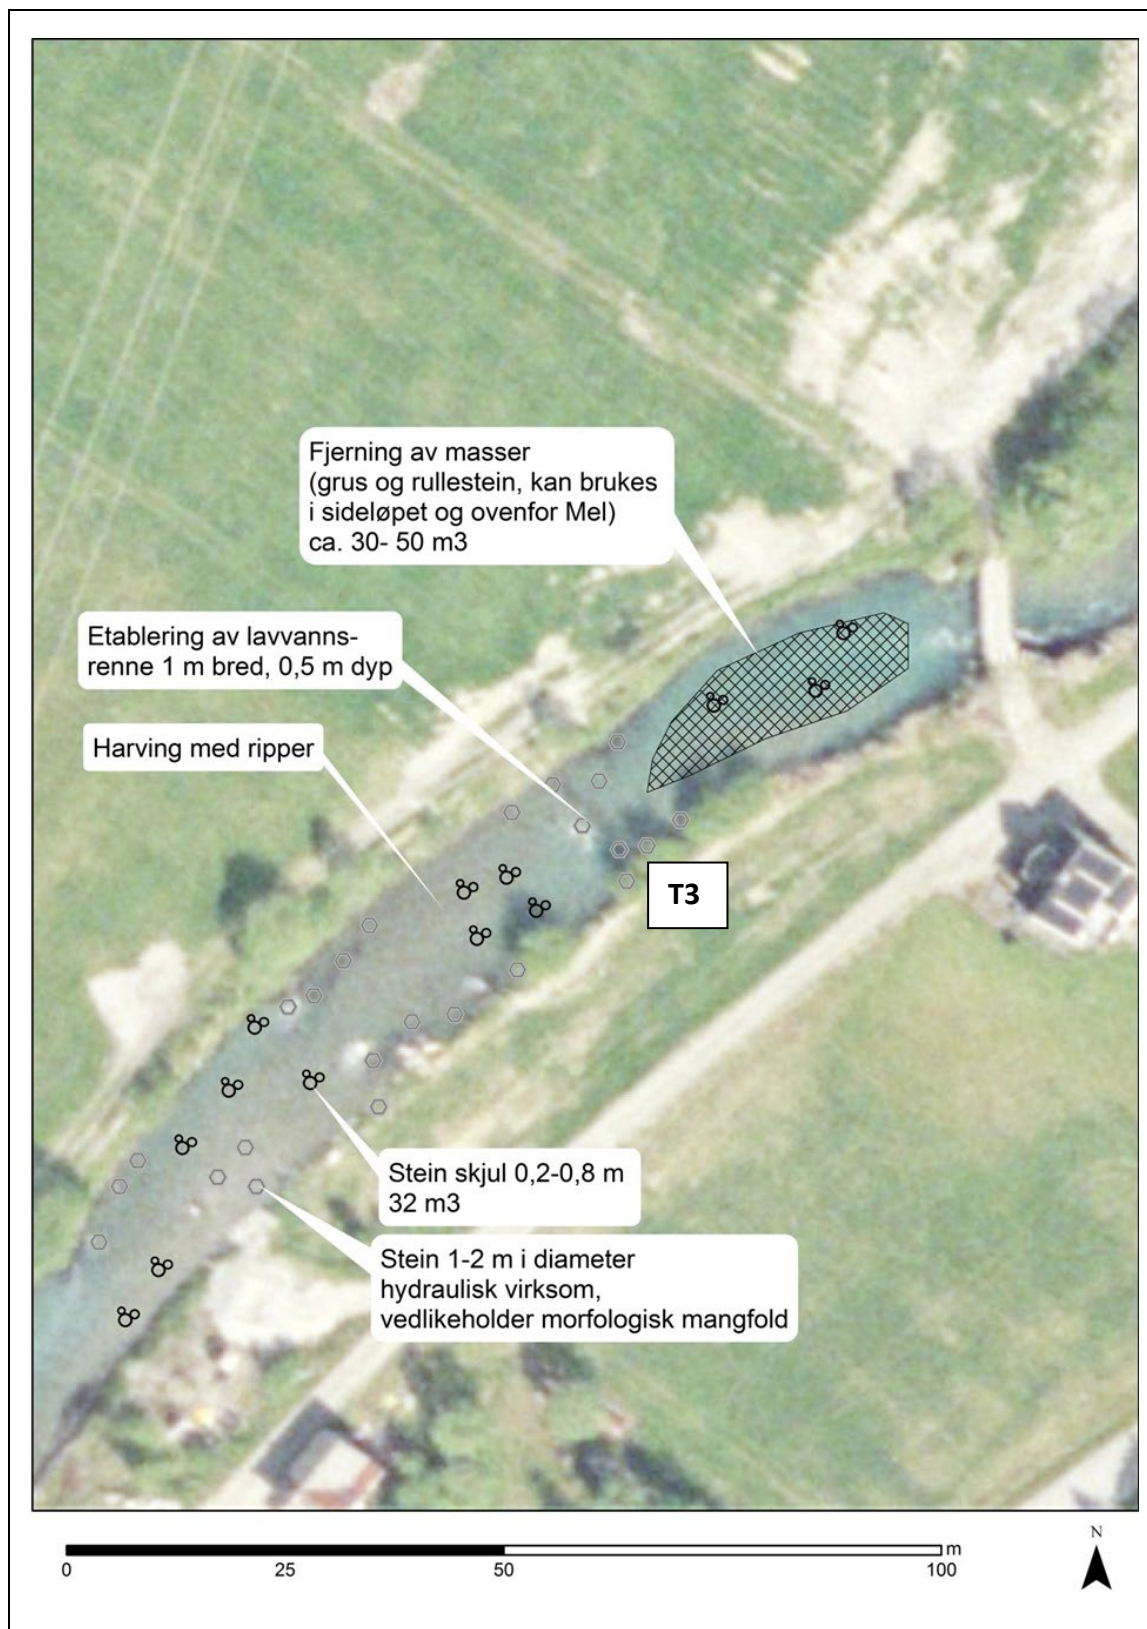 Fjerning av masser
(grus og rullestein, kan brukes
i sideløpet og ovenfor Mel)
ca. 30- 50 m3
Etablering av lavvanns-
renne 1 m bred, 0,5 m dyp
Harving med ripper
T3
Stein skjul 0,2-0,8 m
32 m3
Stein 1-2 m i diameter
hydraulisk virksom,
vedlikeholder morfologisk mangfold
N
m
0 25 50 100